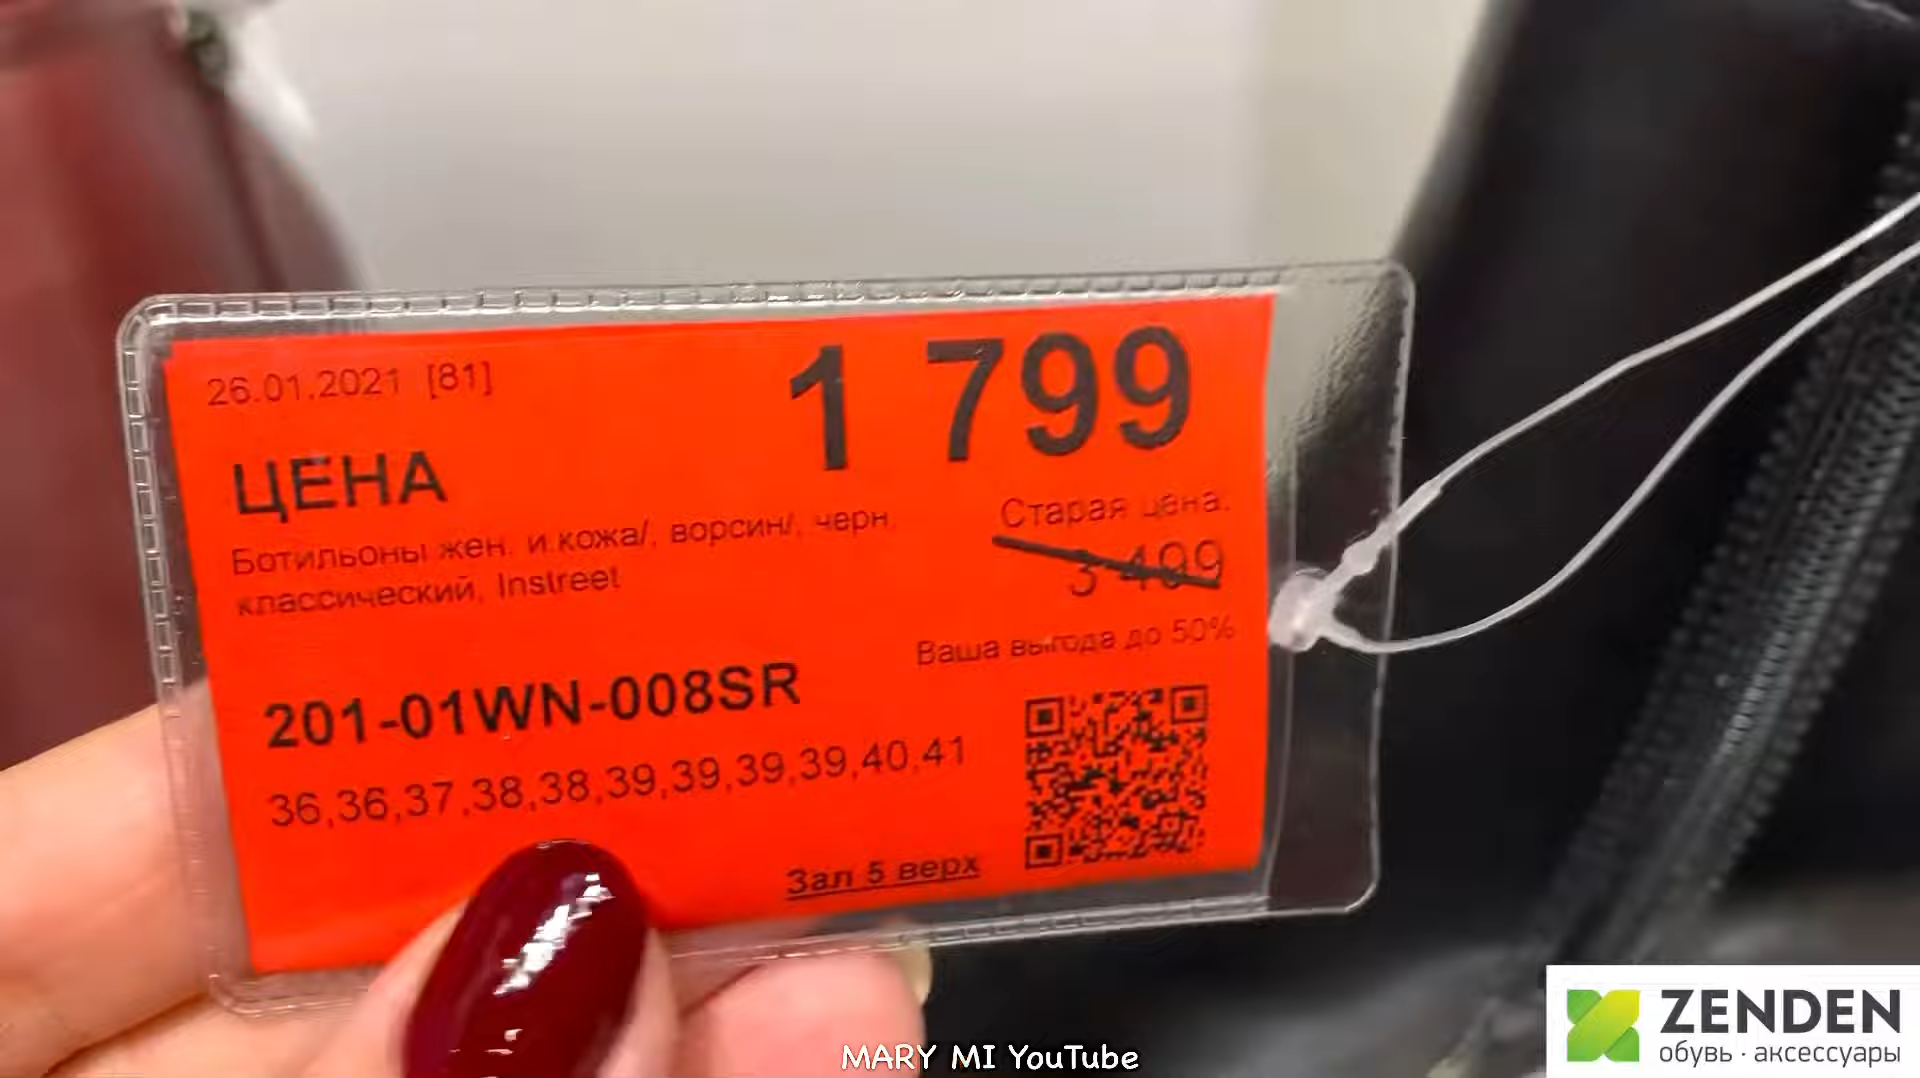 26.01.2021 [81]
1 799
ЦЕНА
Старая цена:
3 499
Ботильоны жен. и.кожа/, ворсин/, черн.
классический, Instreet
Ваша выгода до 50%
201-01WN-008SR
36,36,37,38,38,39,39,39,39,40,41
Зал 5 верх
ZENDEN
обувь · аксессуары
MARY MI YouTube